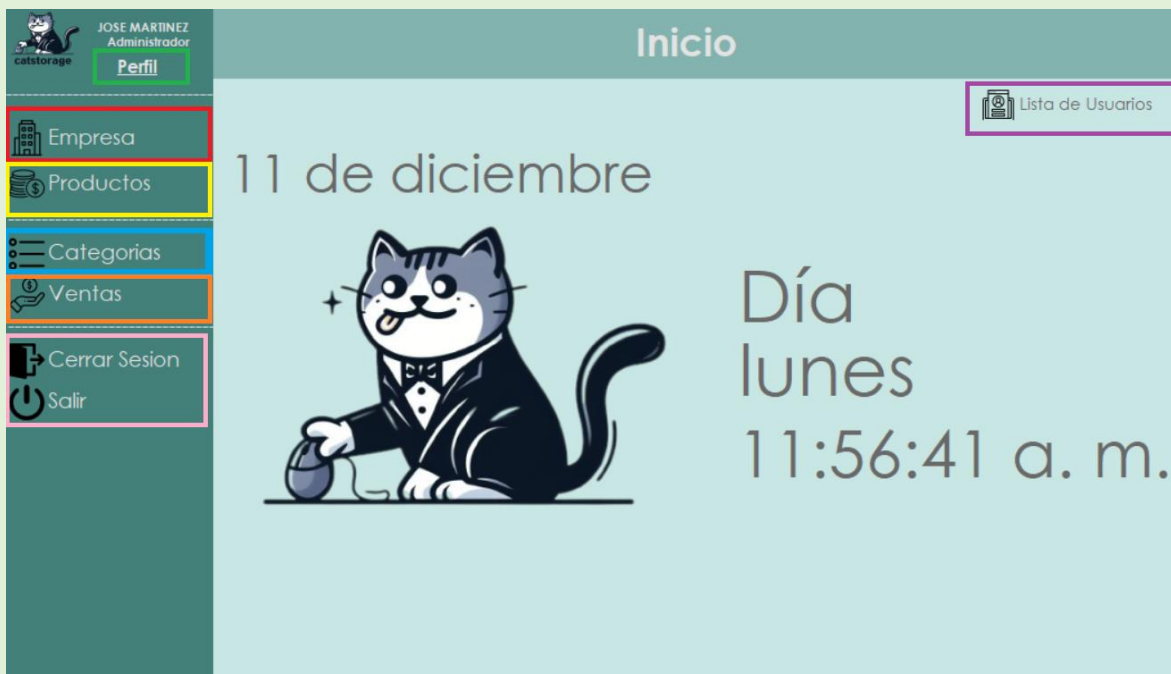 JOSE MARTINEZ
Administrador
catstorage
Perfil
Empresa
Productos
Categorias
Ventas
Cerrar Sesion
Salir
Inicio
Lista de Usuarios
11 de diciembre
Día
lunes
11:56:41 a. m.